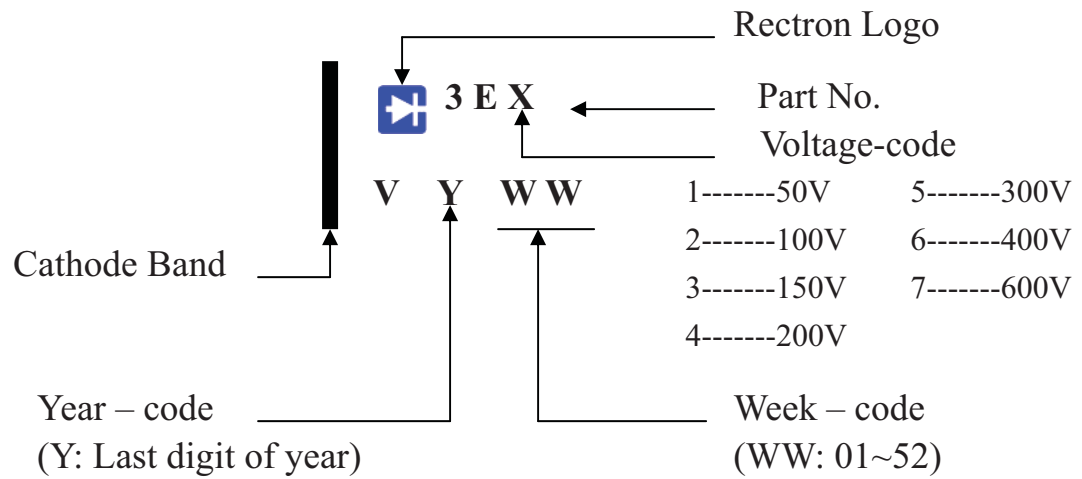 Rectron Logo
3 E X
Part No.
Voltage-code
V Y W W
1-------50V 5-------300V
2-------100V 6-------400V
3-------150V 7-------600V
4-------200V
Cathode Band
Year – code
(Y: Last digit of year)
Week – code
(WW: 01~52)